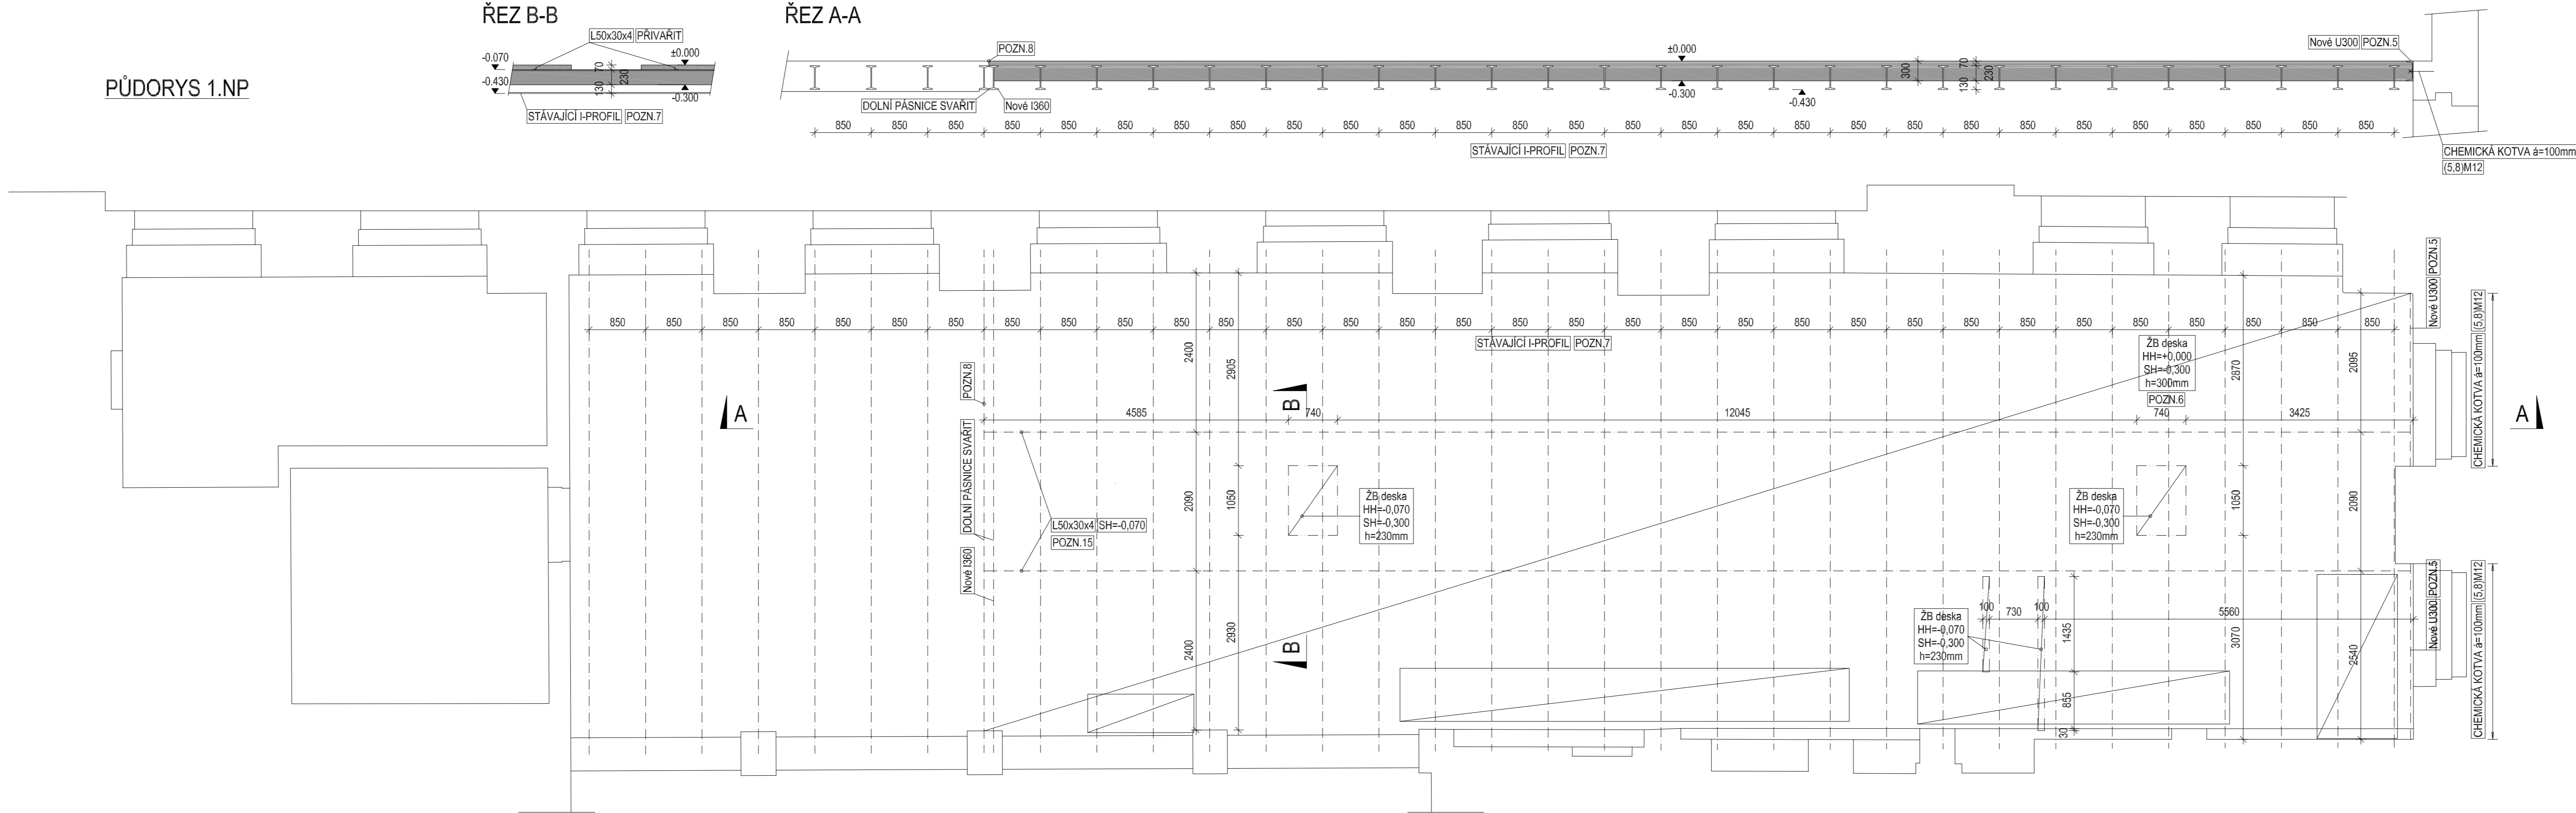 ŘEZ B-B
ŘEZ A-A
PŮDORYS 1.NP
L50x30x4 PŘIVAŘIT
-0.070
-0.430
±0.000
-0.300
70
230
130
STÁVAJÍCÍ I-PROFIL POZN.7
POZN.8
±0.000
Nové U300 POZN.5
300
70
230
130
DOLNÍ PÁSNICE SVAŘIT
Nové I360
-0.300
-0.430
850 850 850 850 850 850 850 850 850 850 850 850 850 850 850 850 850 850 850 850 850 850 850 850 850 850 850 850
STÁVAJÍCÍ I-PROFIL POZN.7
CHEMICKÁ KOTVA á=100mm
(5,8)M12
850 850 850 850 850 850 850 850 850 850 850 850 850 850 850 850 850 850 850 850 850 850 850 850 850 850 850 850 850 850 850 850
STÁVAJÍCÍ I-PROFIL POZN.7
Nové U300 POZN.5
CHEMICKÁ KOTVA á=100mm (5,8)M12
2400
2905
2870
2095
ŽB deska
HH=+0,000
SH=-0,300
h=300mm
POZN.6
POZN.8
A
B
A
4585
740
12045
740
3425
DOLNÍ PÁSNICE SVAŘIT
Nové I360
2090
1050
1050
2090
L50x30x4 SH=-0,070
POZN.15
ŽB deska
HH=-0,070
SH=-0,300
h=230mm
ŽB deska
HH=-0,070
SH=-0,300
h=230mm
2400
2930
B
ŽB deska
HH=-0,070
SH=-0,300
h=230mm
100
730
100
5560
1435
855
30
3070
2540
Nové U300 POZN.5
CHEMICKÁ KOTVA á=100mm (5,8)M12